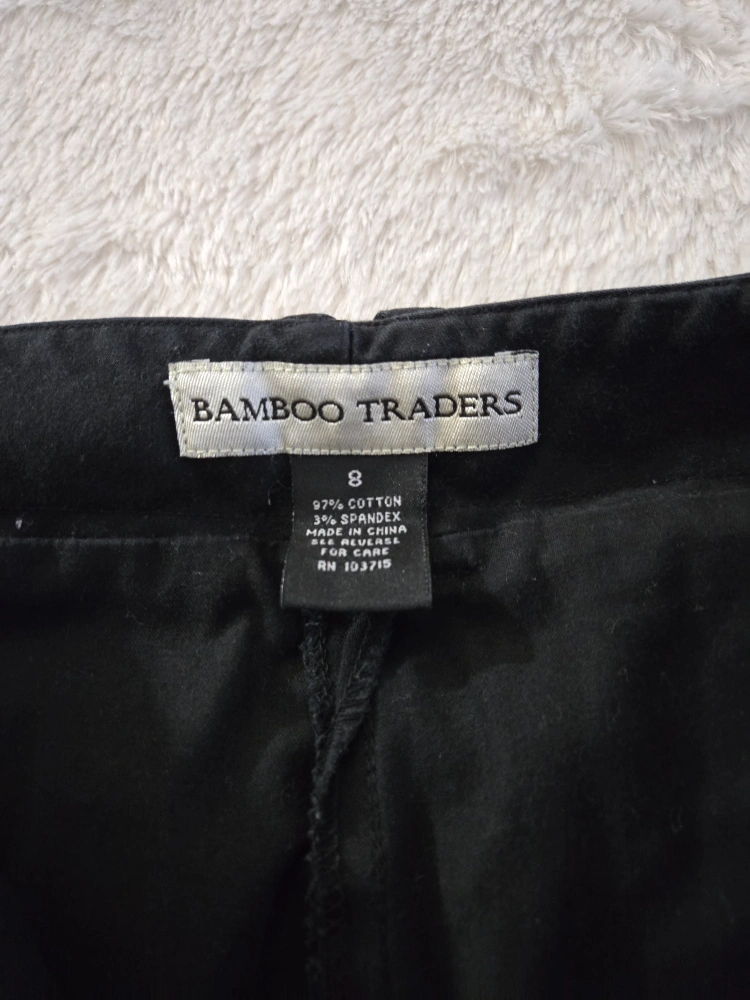 BAMBOO TRADERS
8
97% COTTON
3% SPANDEX
MADE IN CHINA
SEE REVERSE
FOR CARE
RN 103715